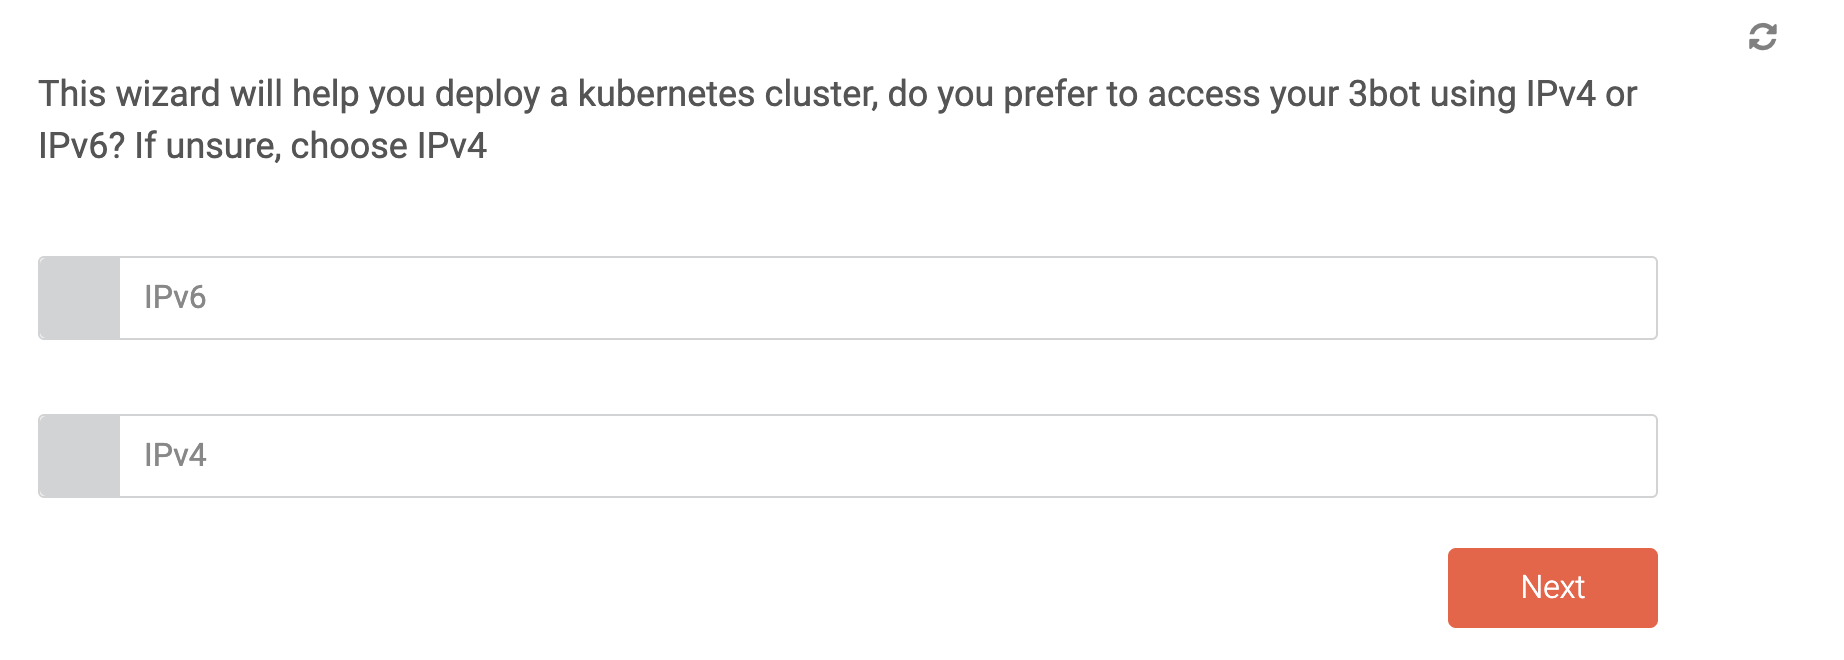 This wizard will help you deploy a kubernetes cluster, do you prefer to access your 3bot using IPv4 or
IPv6? If unsure, choose IPv4
IPv6
IPv4
Next